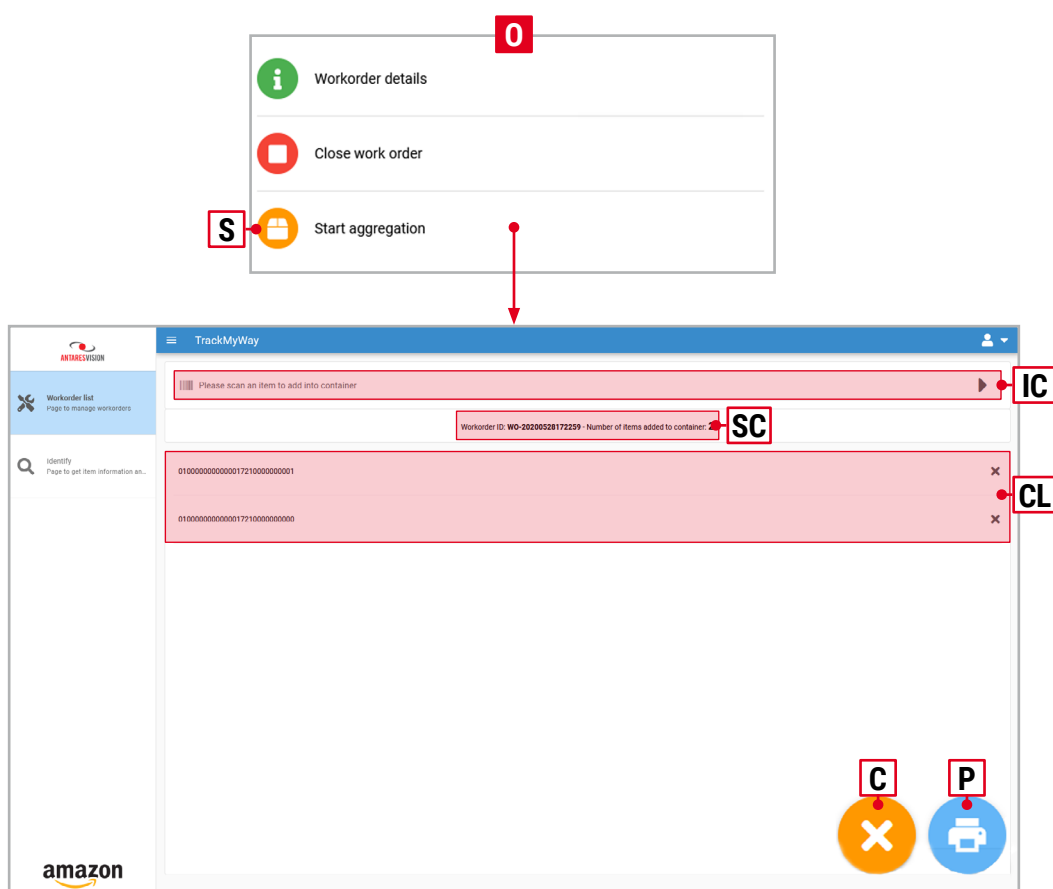 O
Workorder details
Close work order
S
Start aggregation
ANTARESVISION
TrackMyWay
Workorder list
Page to manage workorders
Please scan an item to add into container
IC
Workorder ID: WO-20200528172259 - Number of items added to container: 2
SC
Identify
Page to get item information an...
01000000000000017210000000001
CL
01000000000000017210000000000
C
P
amazon